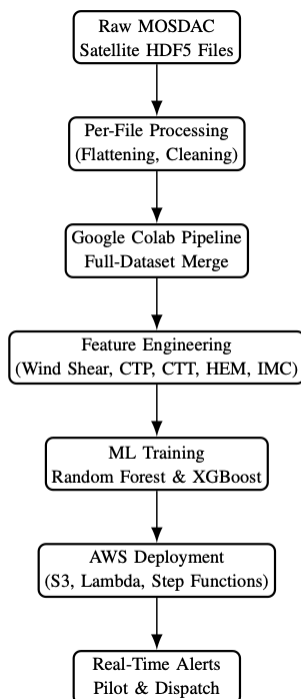 Raw MOSDAC
Satellite HDF5 Files
Per-File Processing
(Flattening, Cleaning)
Google Colab Pipeline
Full-Dataset Merge
Feature Engineering
(Wind Shear, CTP, CTT, HEM, IMC)
ML Training
Random Forest & XGBoost
AWS Deployment
(S3, Lambda, Step Functions)
Real-Time Alerts
Pilot & Dispatch